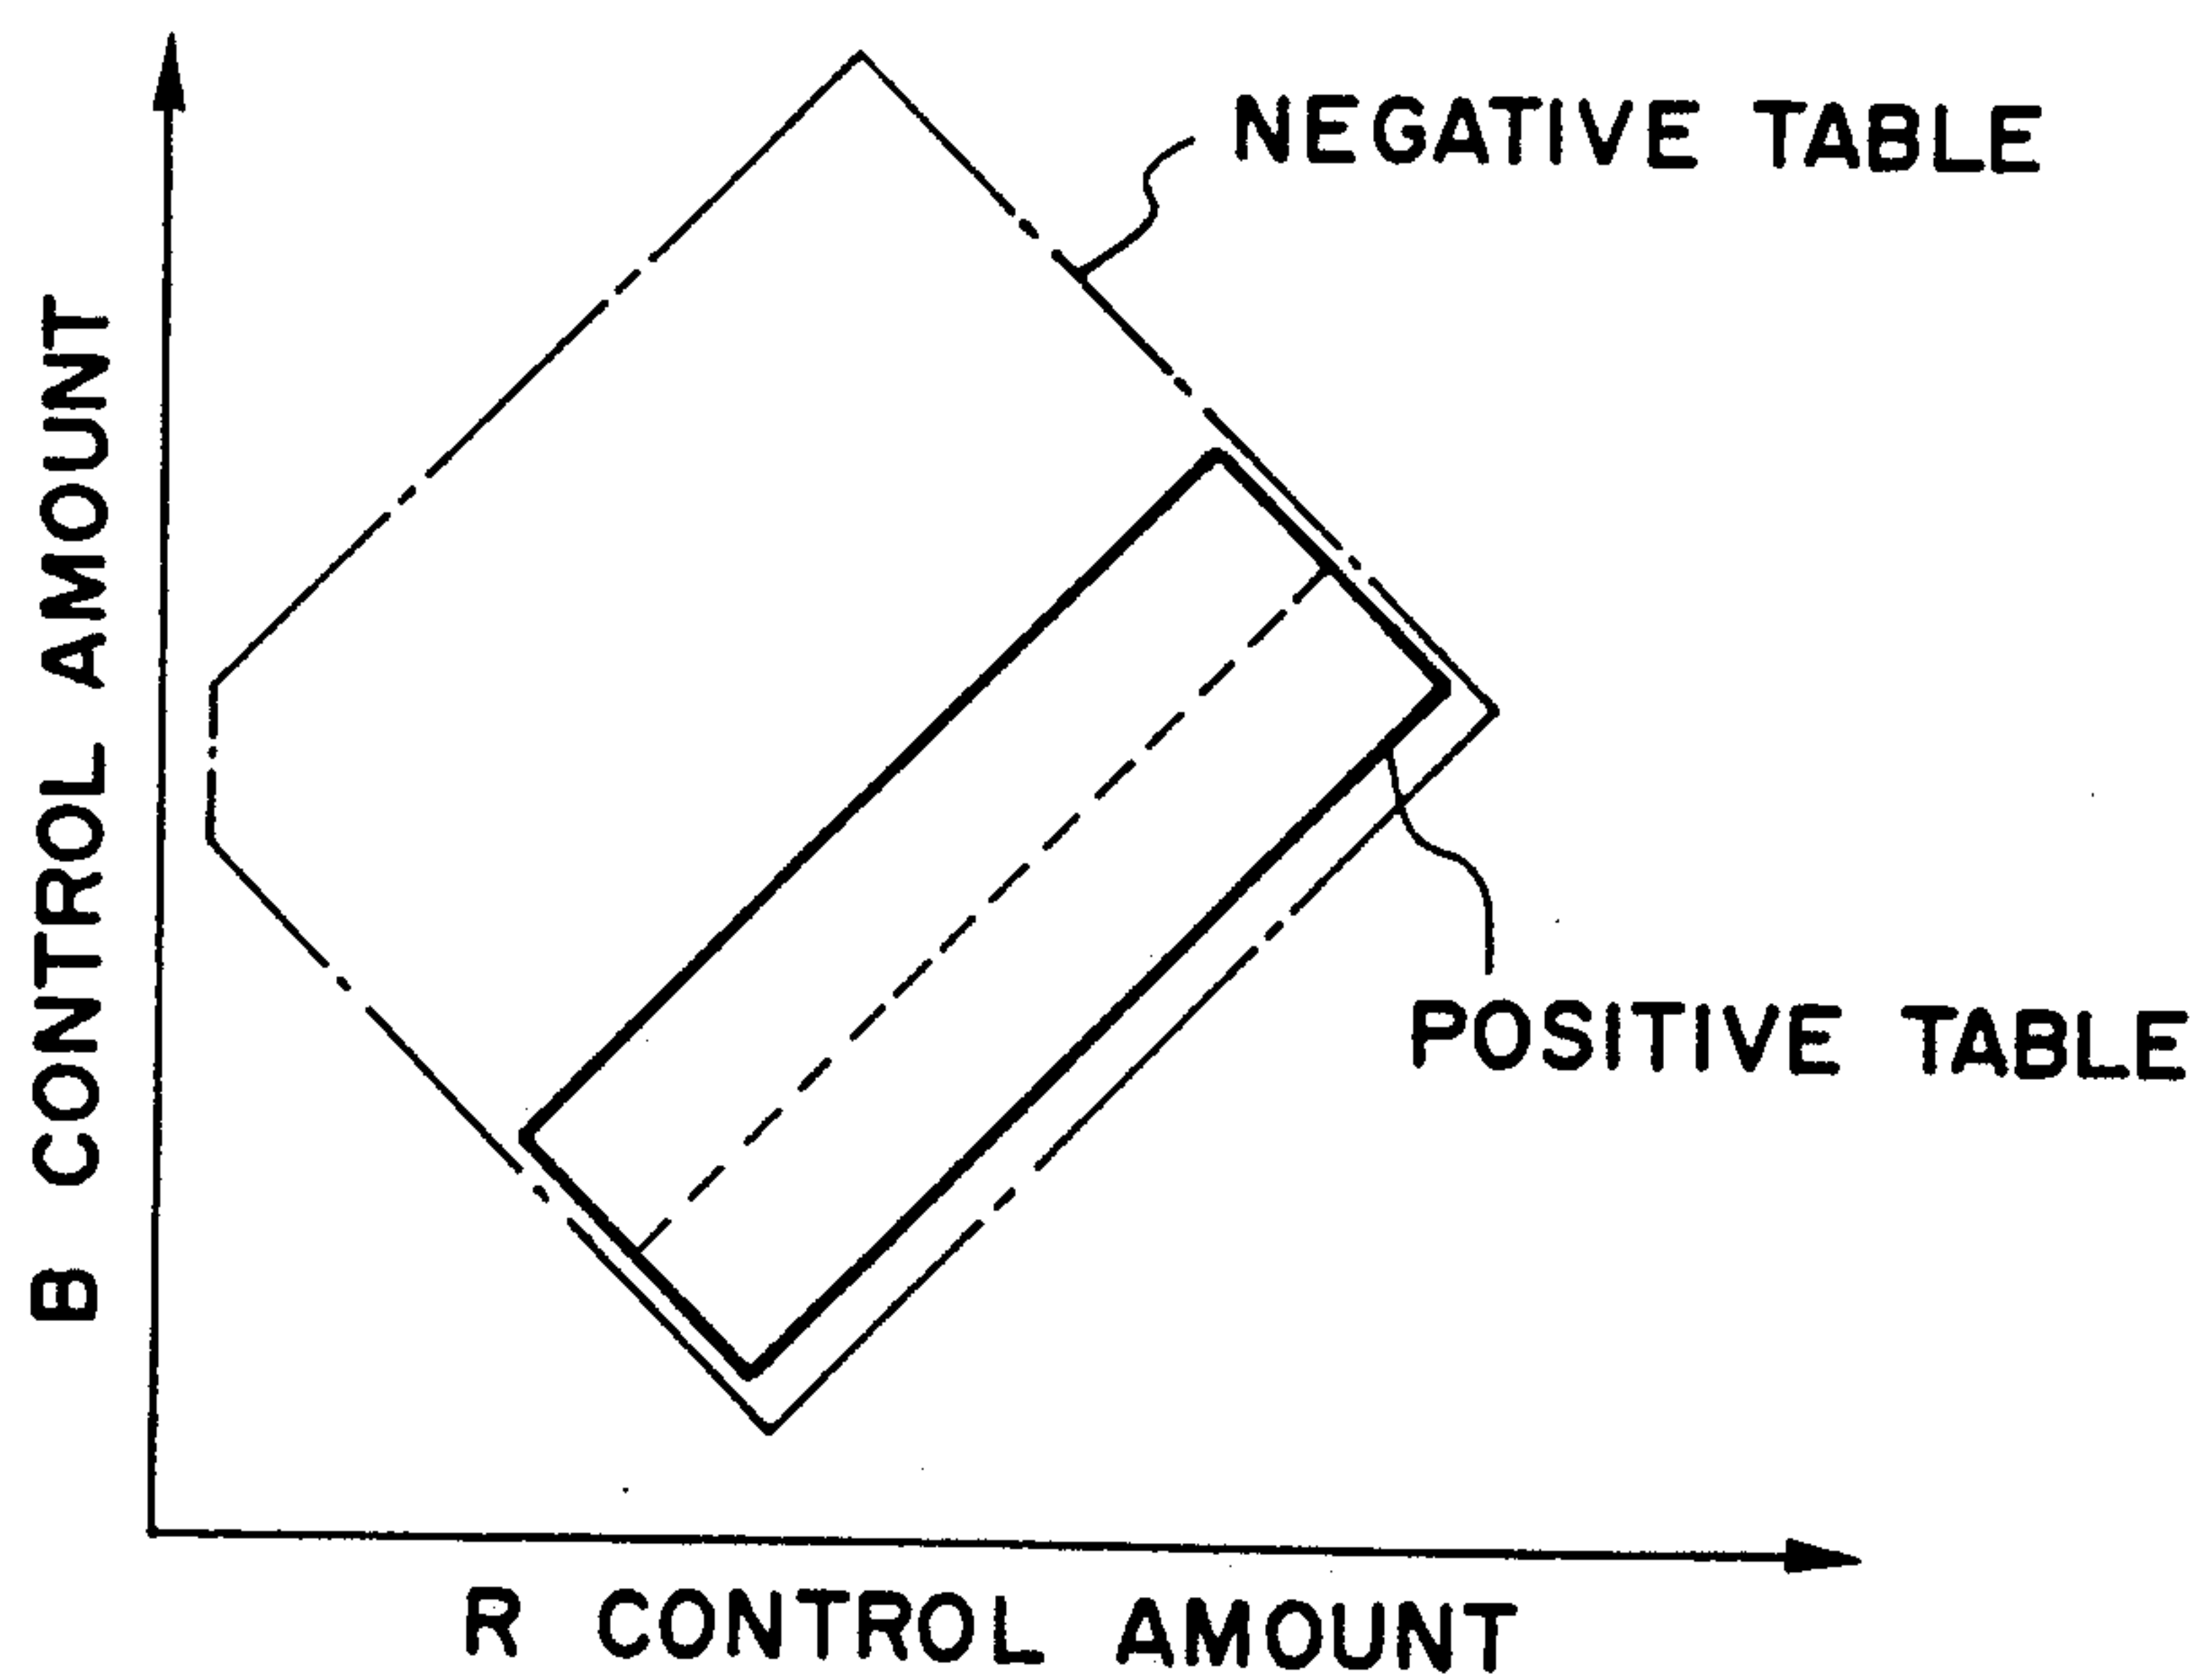 NEGATIVE TABLE
B CONTROL AMOUNT
POSITIVE TABLE
R CONTROL AMOUNT